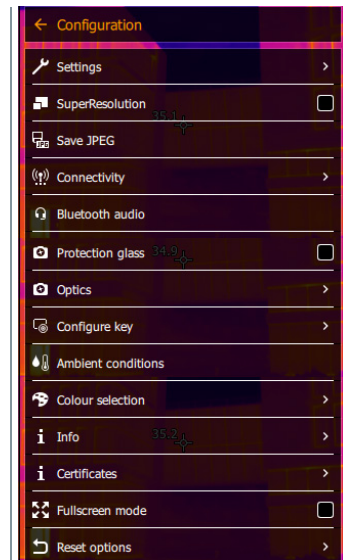 Configuration
Settings
SuperResolution
35.1
Save JPEG
Connectivity
Bluetooth audio
Protection glass 34.9
Optics
Configure key
Ambient conditions
Colour selection
Info 35.2
Certificates
Fullscreen mode
Reset options